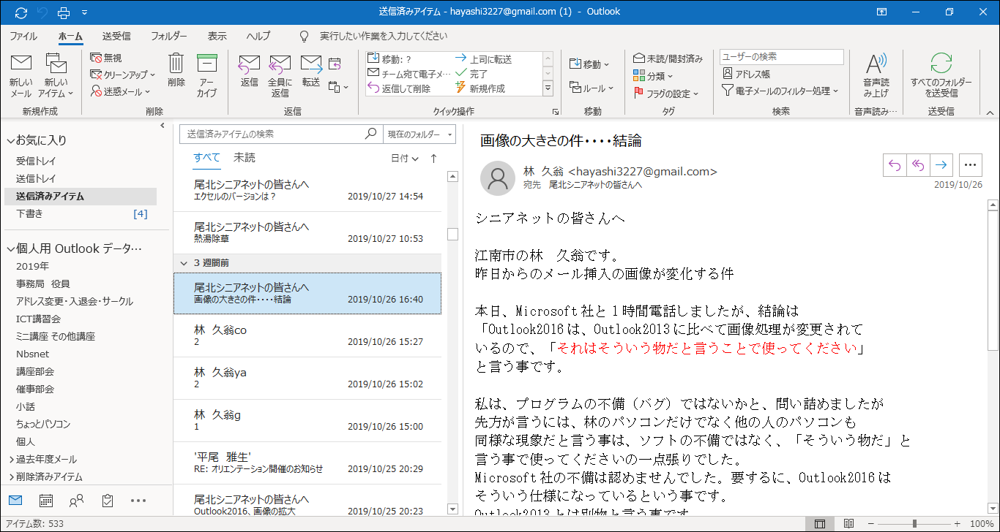 送信済みアイテム - hayashi3227@gmail.com (1) - Outlook
ファイル ホーム 送受信 フォルダー 表示 ヘルプ 実行したい作業を入力してください
新しい
メール
新しい
アイテム
新規作成
無視
クリーンアップ
迷惑メール
削除
アー
カイブ
削除
返信
全員に
返信
転送
返信
移動: ?
チーム宛て電子メ…
返信して削除
上司に転送
完了
新規作成
クイック操作
移動
ルール
移動
未読/開封済み
分類
フラグの設定
タグ
ユーザーの検索
アドレス帳
電子メールのフィルター処理
検索
音声読
み上げ
音声読み…
すべてのフォルダー
を送受信
送受信
お気に入り
受信トレイ
送信トレイ
送信済みアイテム
下書き [4]
個人用 Outlook データ…
2019年
事務局 役員
アドレス変更・入退会・サークル
ICT講習会
ミニ講座 その他講座
Nbsnet
講座部会
催事部会
小話
ちょっとパソコン
個人
過去年度メール
削除済みアイテム
アイテム数: 533
送信済みアイテムの検索 現在のフォルダー
すべて 未読 日付 ↑
尾北シニアネットの皆さんへ
エクセルのバージョンは？ 2019/10/27 14:54
尾北シニアネットの皆さんへ
熱湯除草 2019/10/27 10:53
3 週間前
尾北シニアネットの皆さんへ
画像の大きさの件・・・・結論 2019/10/26 16:40
林 久翁co
2 2019/10/26 15:27
林 久翁ya
2 2019/10/26 15:02
林 久翁g
1 2019/10/26 15:00
'平尾 雅生'
RE: オリエンテーション開催のお知らせ 2019/10/25 20:29
尾北シニアネットの皆さんへ
Outlook2016、画像の拡大 2019/10/25 20:23
画像の大きさの件・・・・結論
林 久翁 <hayashi3227@gmail.com>
宛先 尾北シニアネットの皆さんへ
2019/10/26
シニアネットの皆さんへ
江南市の林 久翁です。
昨日からのメール挿入の画像が変化する件
本日、Microsoft 社と 1 時間電話しましたが、結論は
「Outlook2016 は、Outlook2013 に比べて画像処理が変更されて
いるので、「それはそういう物だと言うことで使ってください」
と言う事です。
私は、プログラムの不備（バグ）ではないかと、問い詰めましたが
先方が言うには、林のパソコンだけでなく他の人のパソコンも
同様な現象だと言う事は、ソフトの不備ではなく、「そういう物だ」と
言う事で使ってくださいの一点張りでした。
Microsoft 社の不備は認めませんでした。要するに、Outlook2016 は
そういう仕様になっているという事です。
Outlook2013 とは別物と言う事です
100%